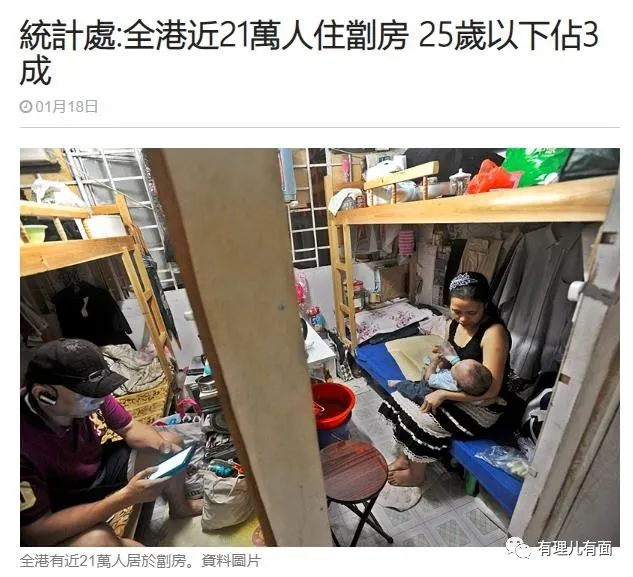 統計處:全港近21萬人住劏房 25歲以下佔3
成
01月18日
全港有近21萬人居於劏房。資料圖片
有理儿有面